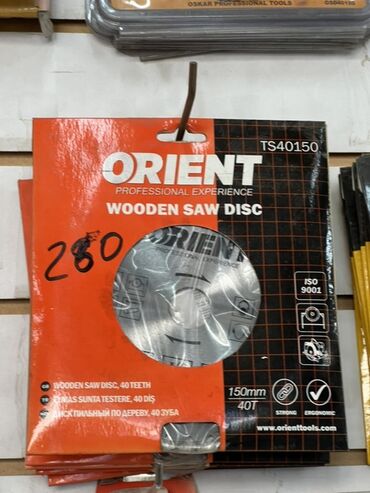 OSKAR PROFESSIONAL TOOLS
TS40150
ORIENT
PROFESSIONAL EXPERIENCE
WOODEN SAW DISC
280
ORIENT
ISO
9001
WOODEN SAW DISC, 40 TEETH
ELMAS SUNTA TESTERE, 40 DİŞ
ДИСК ПИЛЬНЫЙ ПО ДЕРЕВУ, 40 ЗУБА
150mm
40T
STRONG
ERGONOMIC
www.orienttools.com